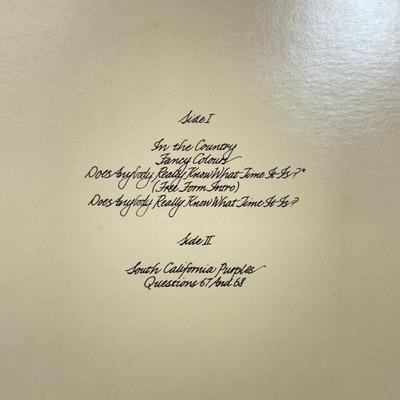 Side I
In the Country
Fancy Colours
Does Anybody Really Know What Time It Is?*
(Free Form Intro)
Does Anybody Really Know What Time It Is?
Side II
South California Purples
Questions 67 And 68